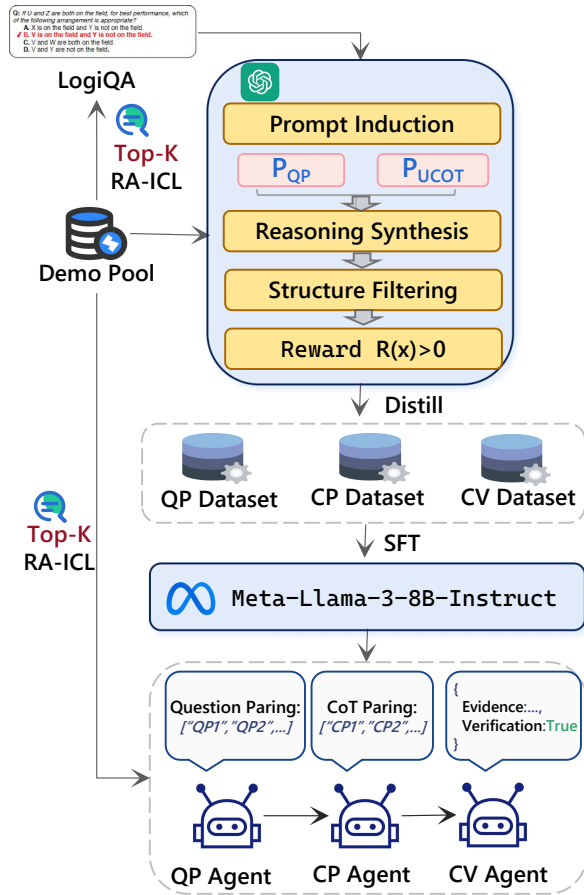 Q: If U and Z are both on the field, for best performance, which
of the following arrangement is appropriate?
A. X is on the field and Y is not on the field.
✓ B. V is on the field and Y is not on the field.
C. V and W are both on the field.
D. V and Y are not on the field.
LogiQA
Top-K
RA-ICL
Demo Pool
Prompt Induction
P_QP P_UCOT
Reasoning Synthesis
Structure Filtering
Reward R(x)>0
Distill
QP Dataset CP Dataset CV Dataset
SFT
Top-K
RA-ICL
Meta-Llama-3-8B-Instruct
Question Paring:
["QP1","QP2",...]
CoT Paring:
["CP1","CP2",...]
{
Evidence:...,
Verification:True
}
QP Agent CP Agent CV Agent